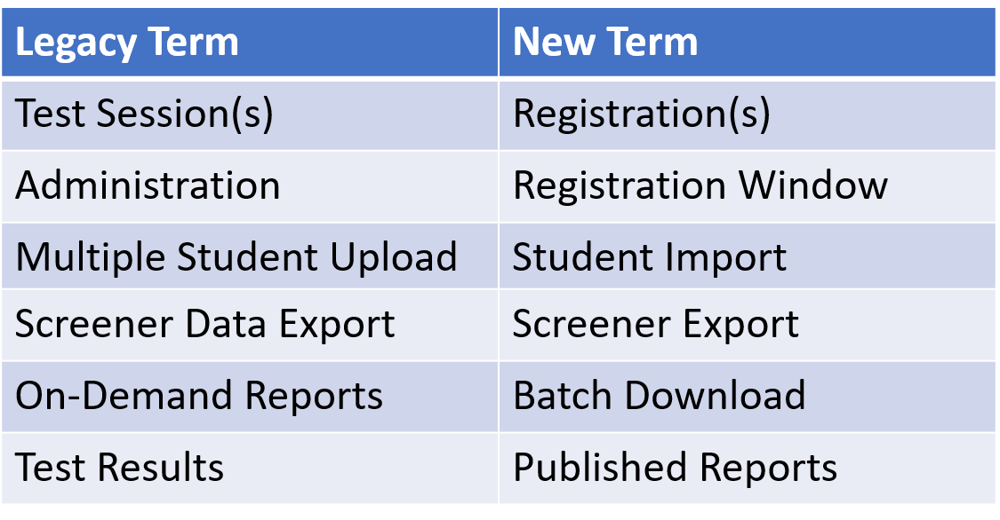 Legacy Term New Term
Test Session(s) Registration(s)
Administration Registration Window
Multiple Student Upload Student Import
Screener Data Export Screener Export
On-Demand Reports Batch Download
Test Results Published Reports